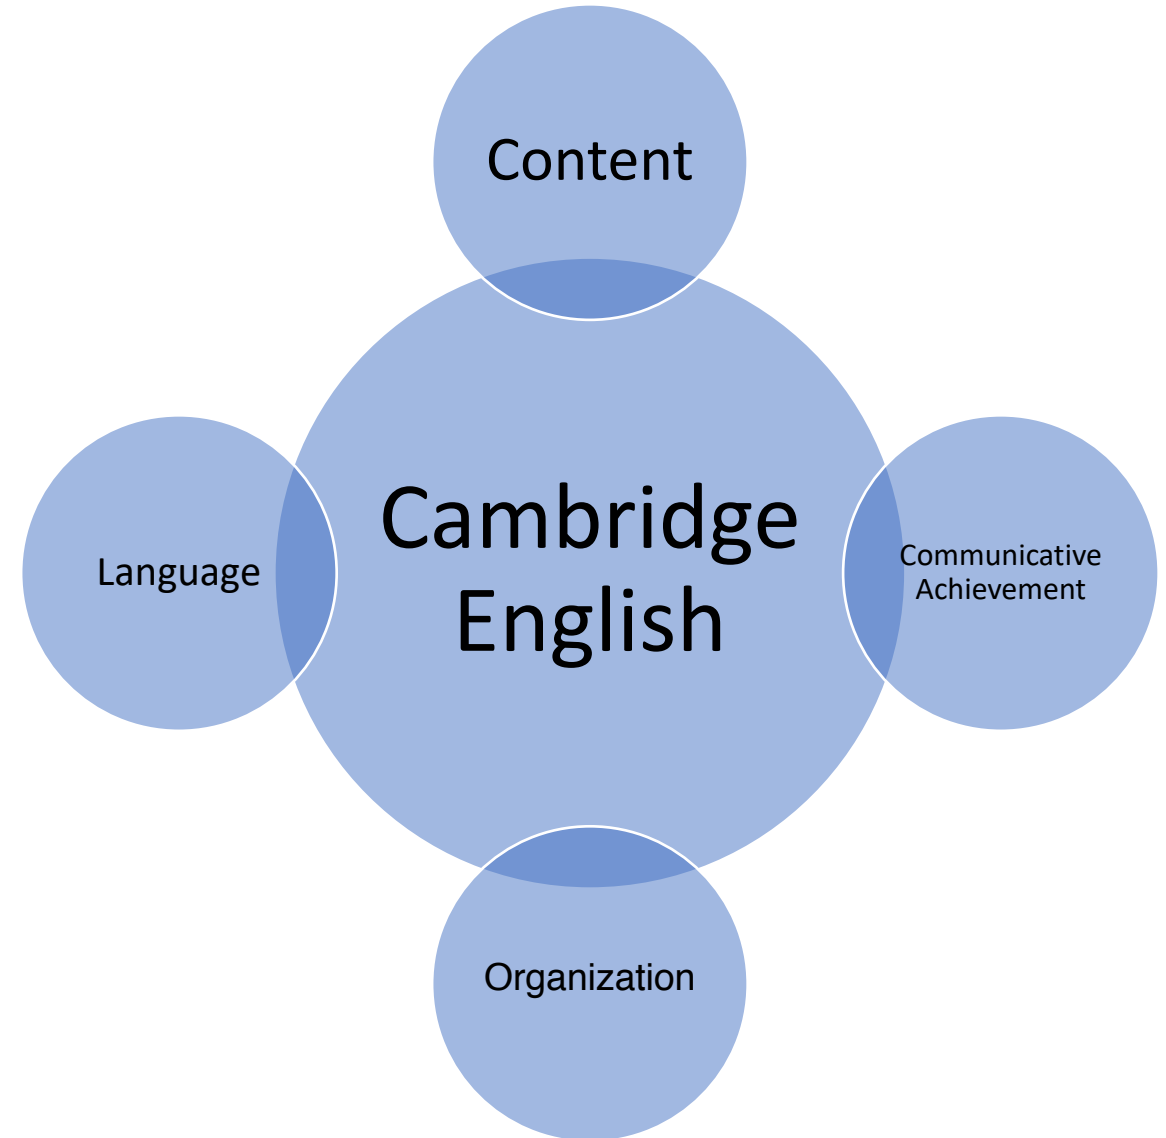 Content
Language
Cambridge
English
Communicative
Achievement
Organization